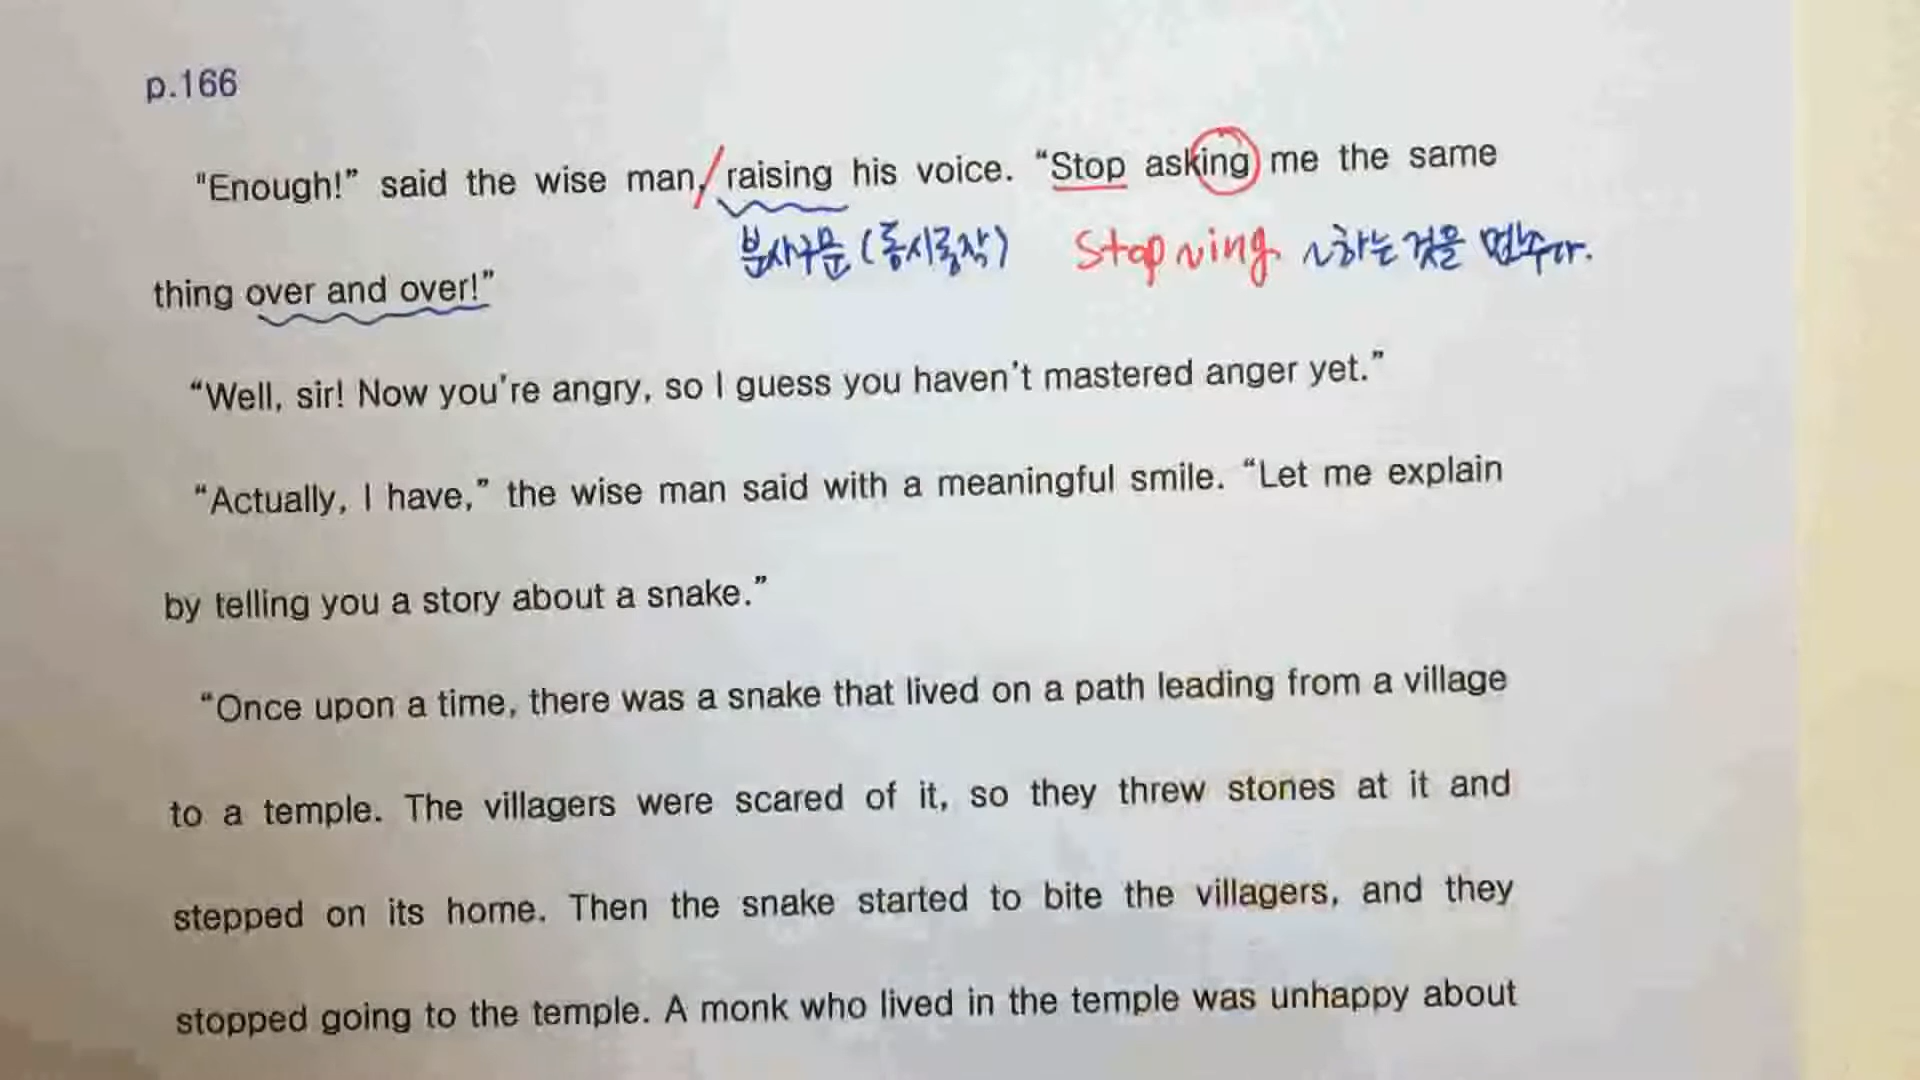 p.166
"Enough!” said the wise man, raising his voice. “Stop asking me the same
분사구문 (동시동작) Stop ~ing ~하는 것을 멈추다.
thing over and over!”
“Well, sir! Now you're angry, so I guess you haven't mastered anger yet.”
“Actually, I have,” the wise man said with a meaningful smile. “Let me explain
by telling you a story about a snake.”
“Once upon a time, there was a snake that lived on a path leading from a village
to a temple. The villagers were scared of it, so they threw stones at it and
stepped on its home. Then the snake started to bite the villagers, and they
stopped going to the temple. A monk who lived in the temple was unhappy about